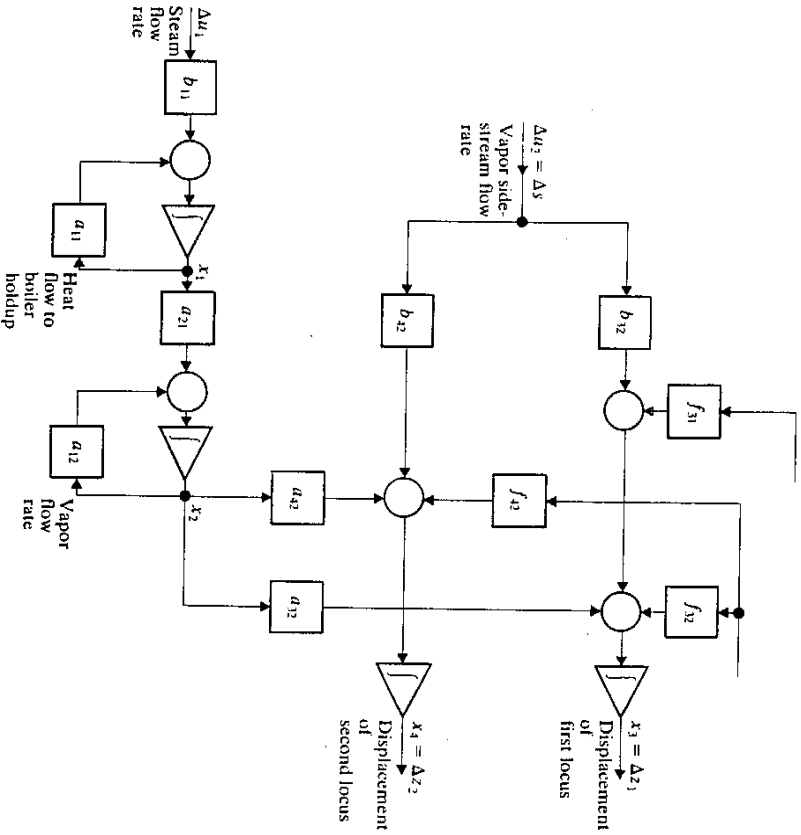 f₃₁
f₃₂
b₃₂
∫
x₃ = Δz₁
Displacement
of
first locus
Δu₂ = Δs
Vapor side-
stream flow
rate
f₄₂
b₄₂
∫
x₄ = Δz₂
Displacement
of
second locus
a₄₂
a₃₂
Δu₁
Steam
flow
rate
b₁₁
∫
x₁
a₂₁
∫
x₂
a₁₁
Heat
flow to
boiler
holdup
a₁₂
Vapor
flow
rate